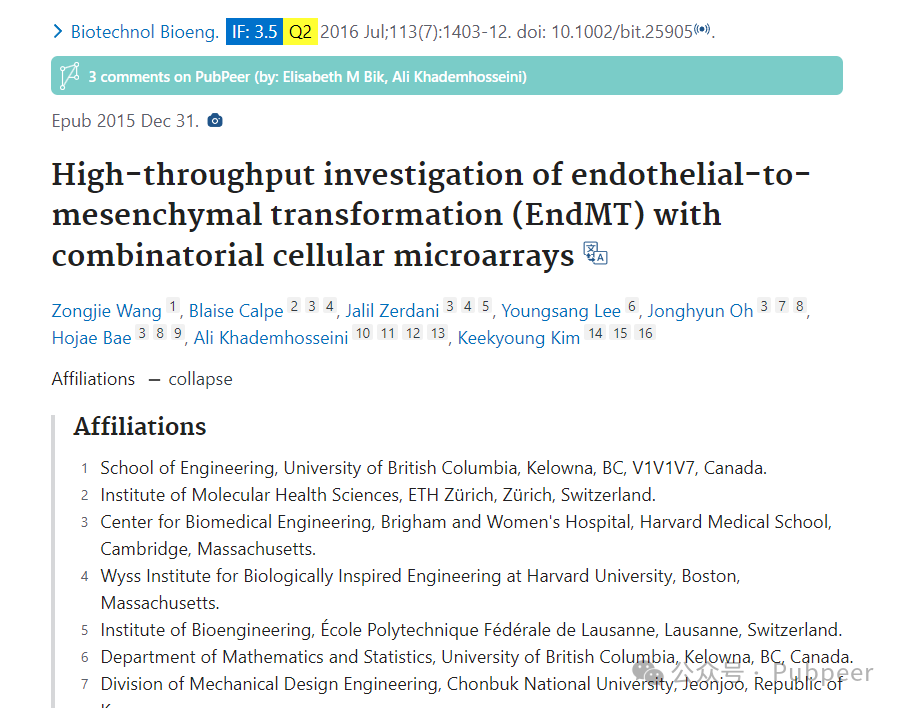 Biotechnol Bioeng. IF: 3.5 Q2 2016 Jul;113(7):1403-12. doi: 10.1002/bit.25905.
3 comments on PubPeer (by: Elisabeth M Bik, Ali Khademhosseini)
Epub 2015 Dec 31.
High-throughput investigation of endothelial-to-
mesenchymal transformation (EndMT) with
combinatorial cellular microarrays
Zongjie Wang 1, Blaise Calpe 2 3 4, Jalil Zerdani 3 4 5, Youngsang Lee 6, Jonghyun Oh 3 7 8,
Hojae Bae 3 8 9, Ali Khademhosseini 10 11 12 13, Keekyoung Kim 14 15 16
Affiliations — collapse
Affiliations
1 School of Engineering, University of British Columbia, Kelowna, BC, V1V1V7, Canada.
2 Institute of Molecular Health Sciences, ETH Zürich, Zürich, Switzerland.
3 Center for Biomedical Engineering, Brigham and Women's Hospital, Harvard Medical School,
Cambridge, Massachusetts.
4 Wyss Institute for Biologically Inspired Engineering at Harvard University, Boston,
Massachusetts.
5 Institute of Bioengineering, École Polytechnique Fédérale de Lausanne, Lausanne, Switzerland.
6 Department of Mathematics and Statistics, University of British Columbia, Kelowna, BC, Canada.
7 Division of Mechanical Design Engineering, Chonbuk National University, Jeonjoo, Republic of
公众号 · Pubpeer